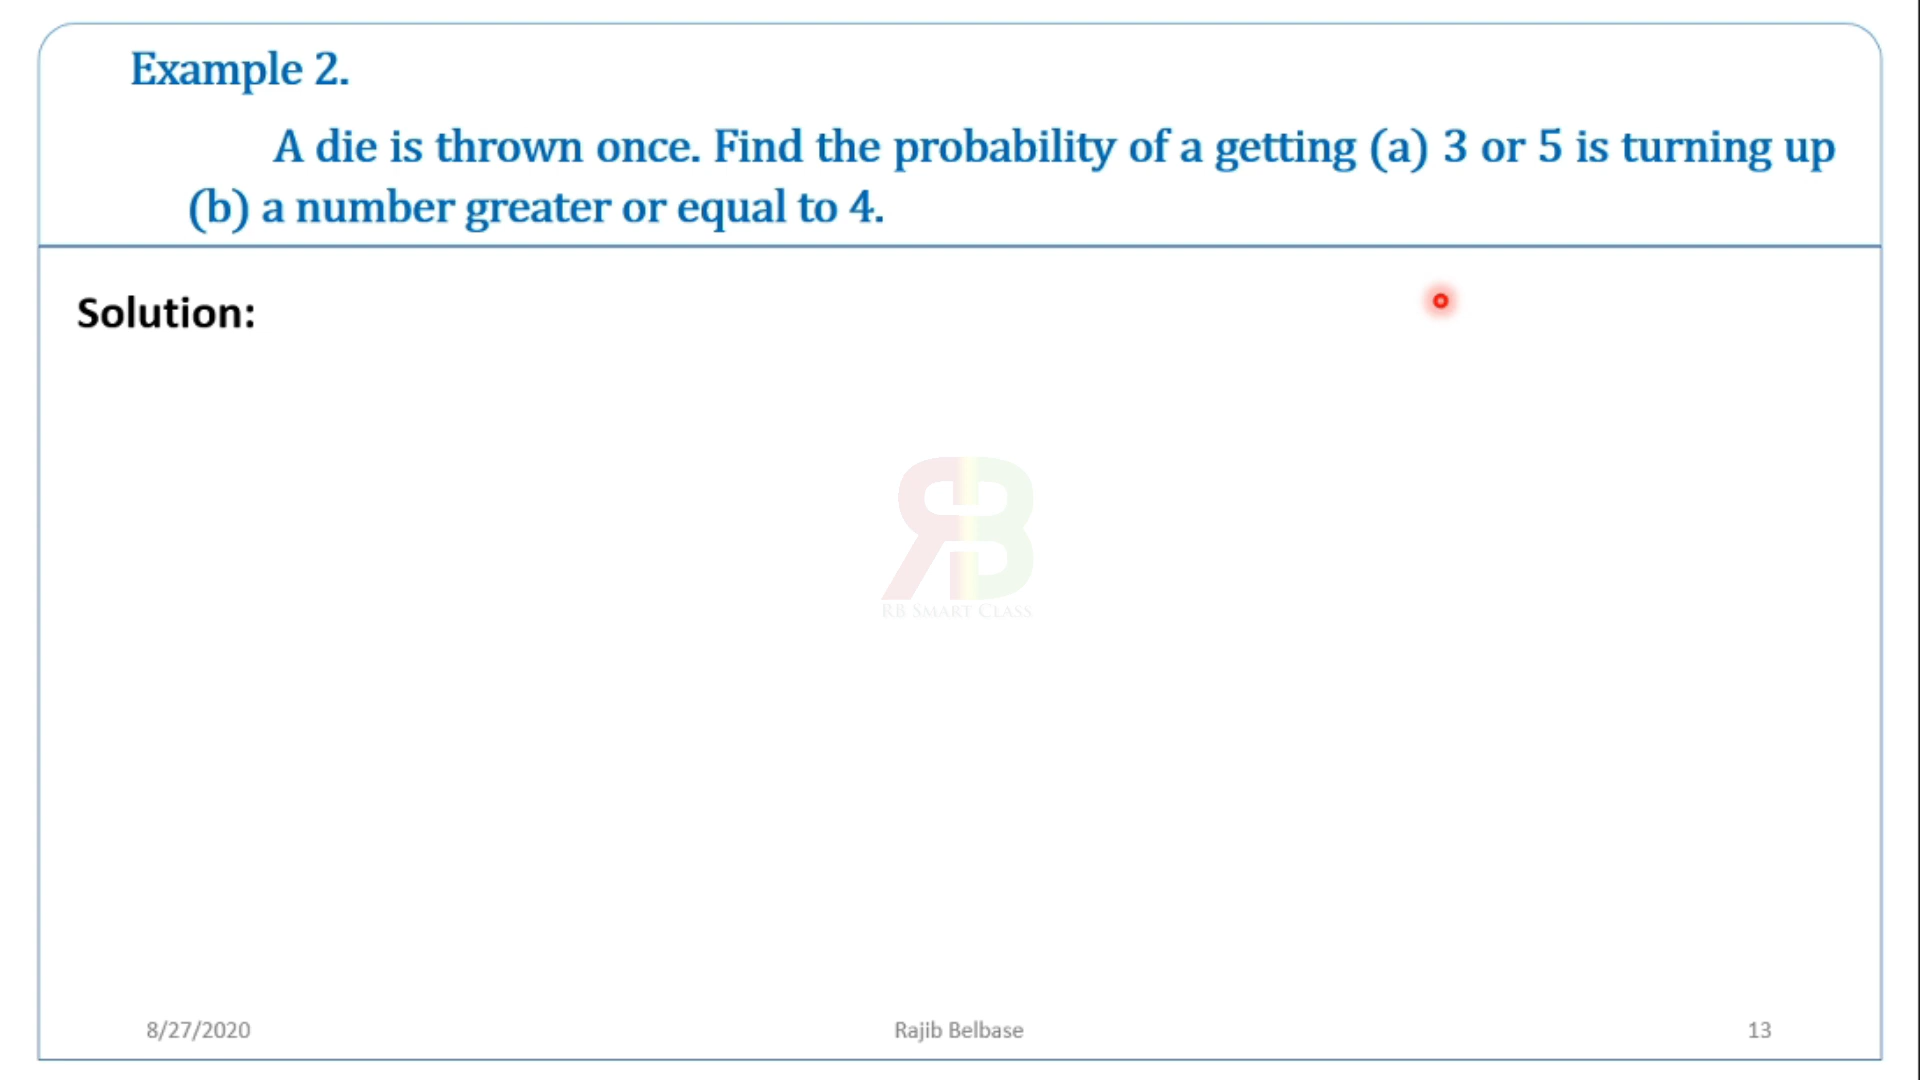 Example 2.
A die is thrown once. Find the probability of a getting (a) 3 or 5 is turning up
(b) a number greater or equal to 4.
Solution:
RB
RB SMART CLASS
8/27/2020 Rajib Belbase 13